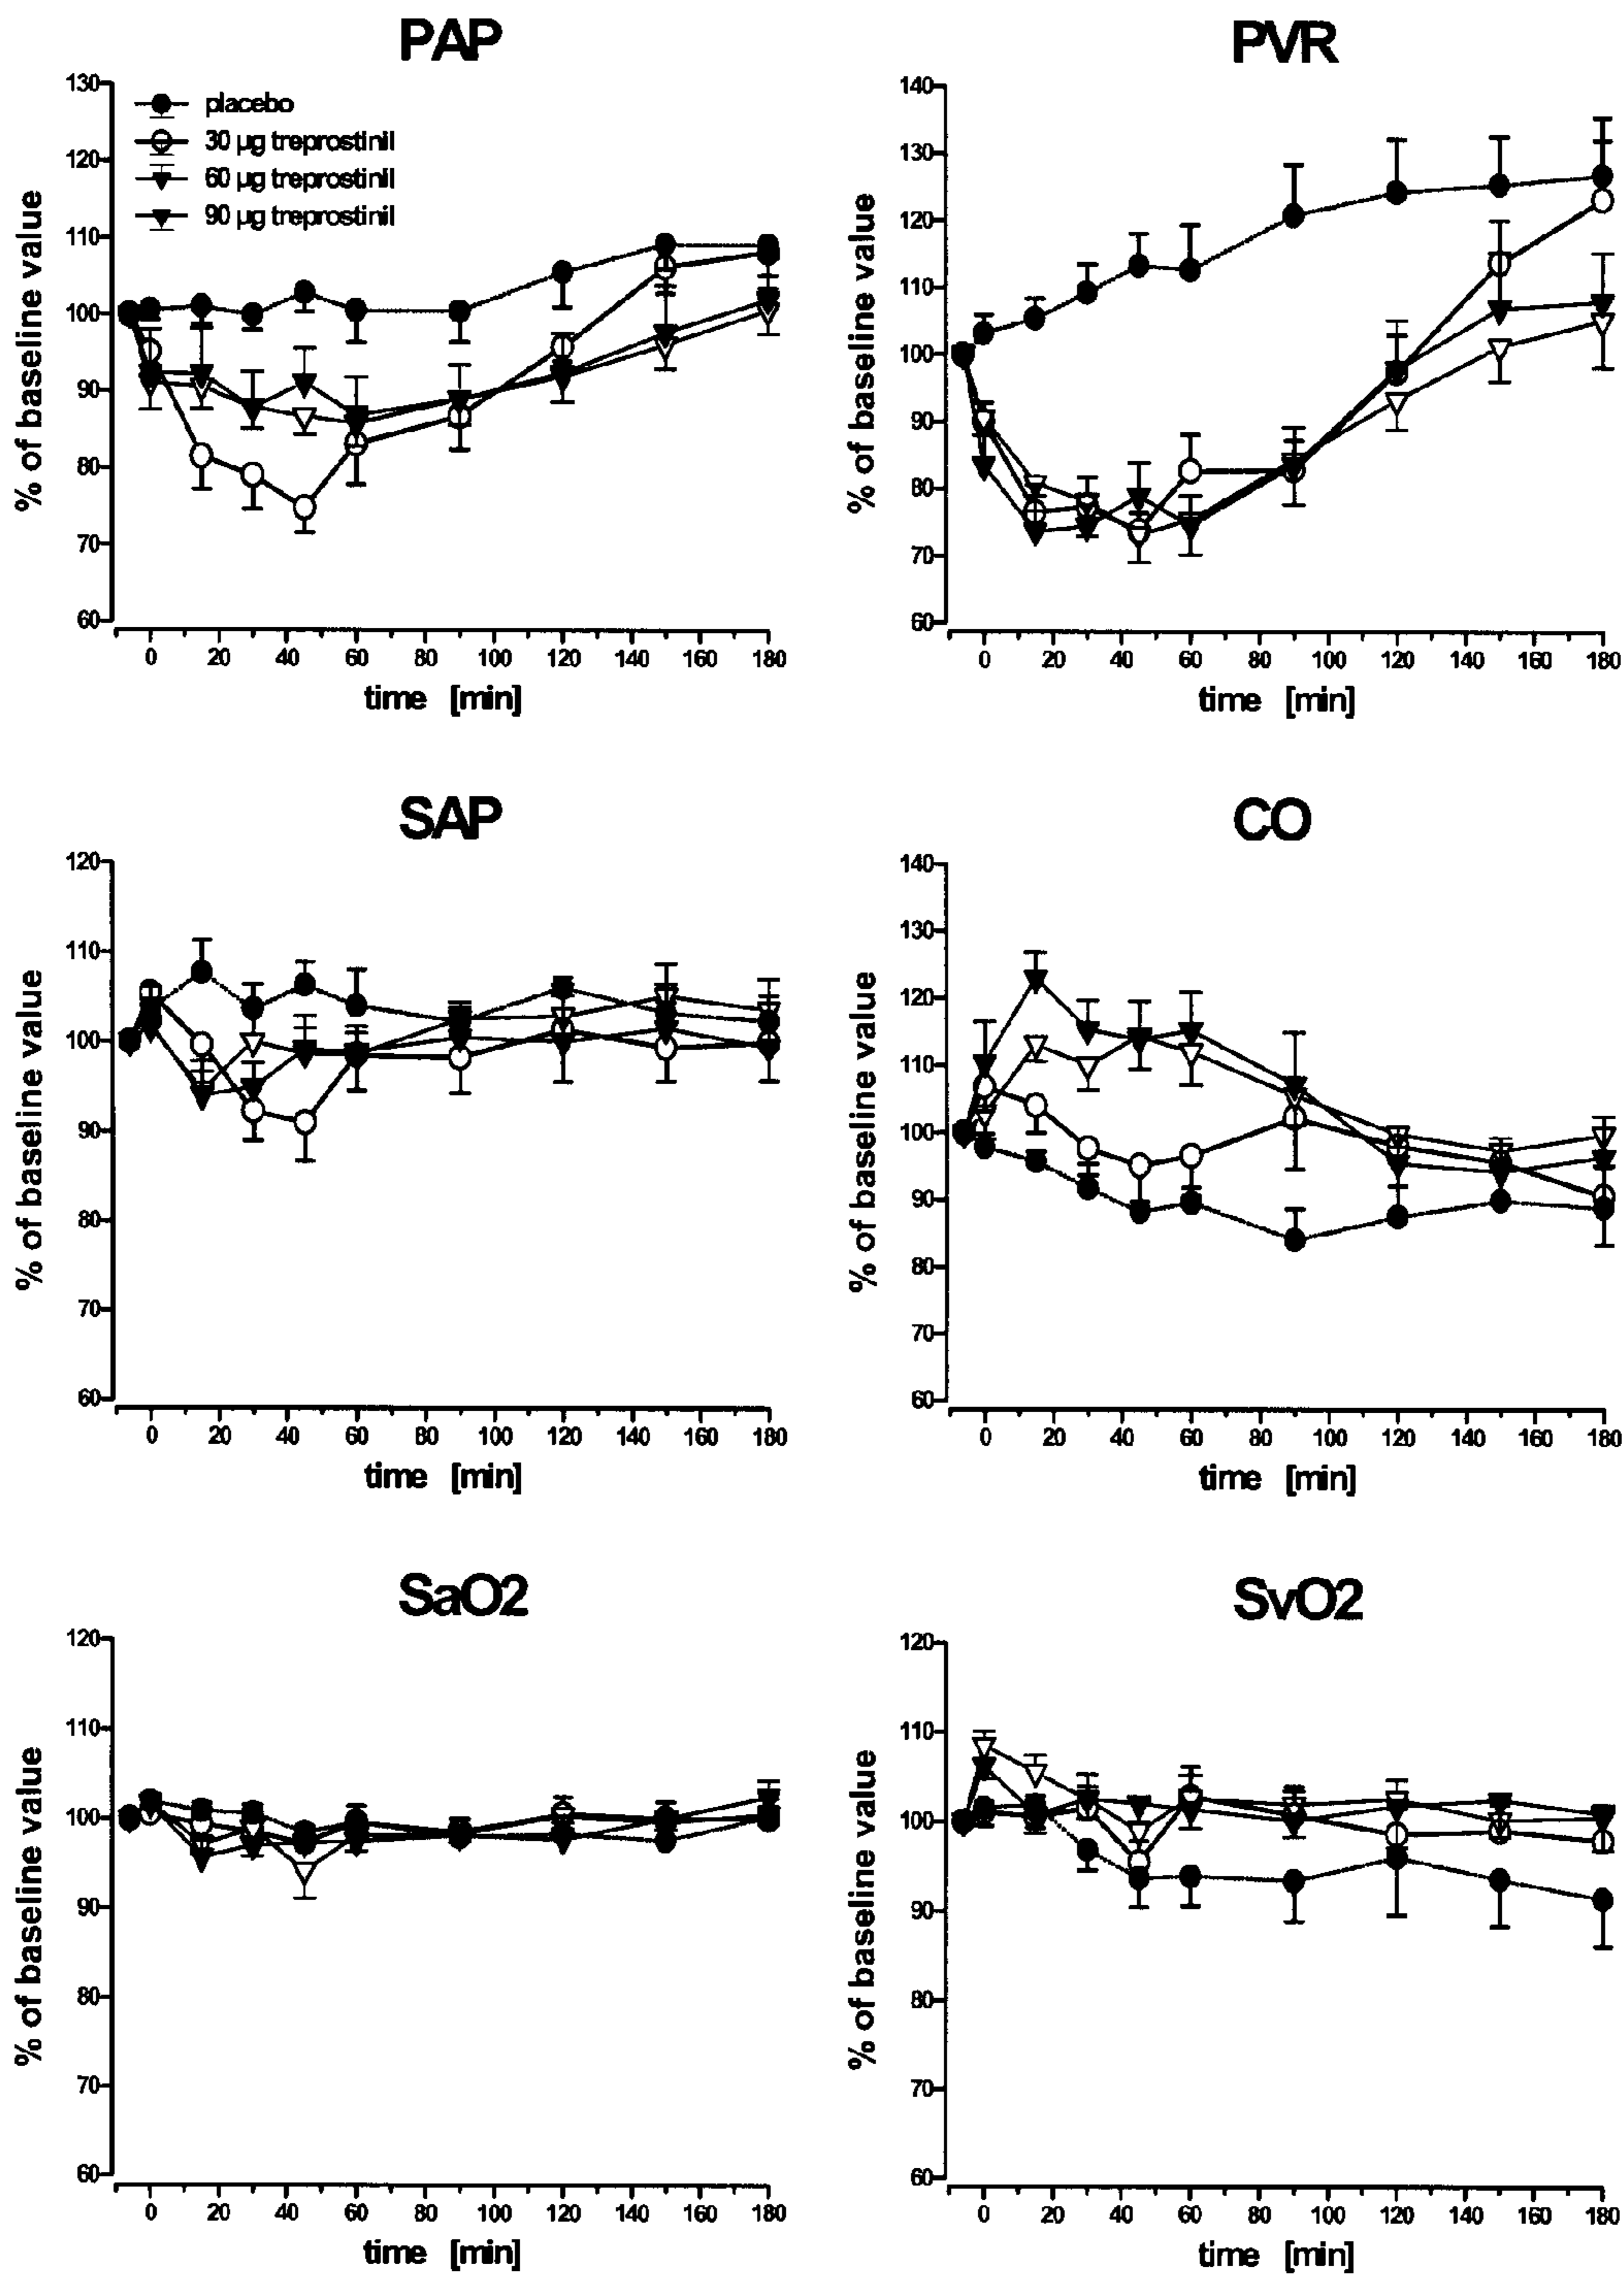 PAP
130
120
110
100
90
80
70
60
% of baseline value
placebo
30 µg treprostinil
60 µg treprostinil
90 µg treprostinil
0 20 40 60 80 100 120 140 160 180
time [min]
PVR
140
130
120
110
100
90
80
70
60
% of baseline value
0 20 40 60 80 100 120 140 160 180
time [min]
SAP
120
110
100
90
80
70
60
% of baseline value
0 20 40 60 80 100 120 140 160 180
time [min]
CO
140
130
120
110
100
90
80
70
60
% of baseline value
0 20 40 60 80 100 120 140 160 180
time [min]
SaO2
120
110
100
90
80
70
60
% of baseline value
0 20 40 60 80 100 120 140 160 180
time [min]
SvO2
120
110
100
90
80
70
60
% of baseline value
0 20 40 60 80 100 120 140 160 180
time [min]